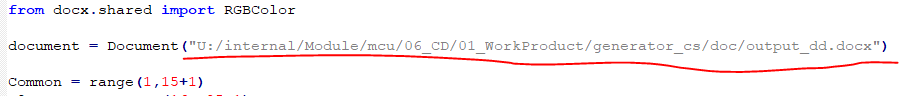 from docx.shared import RGBColor
document = Document("U:/internal/Module/mcu/06_CD/01_WorkProduct/generator_cs/doc/output_dd.docx")
Common = range(1,15+1)